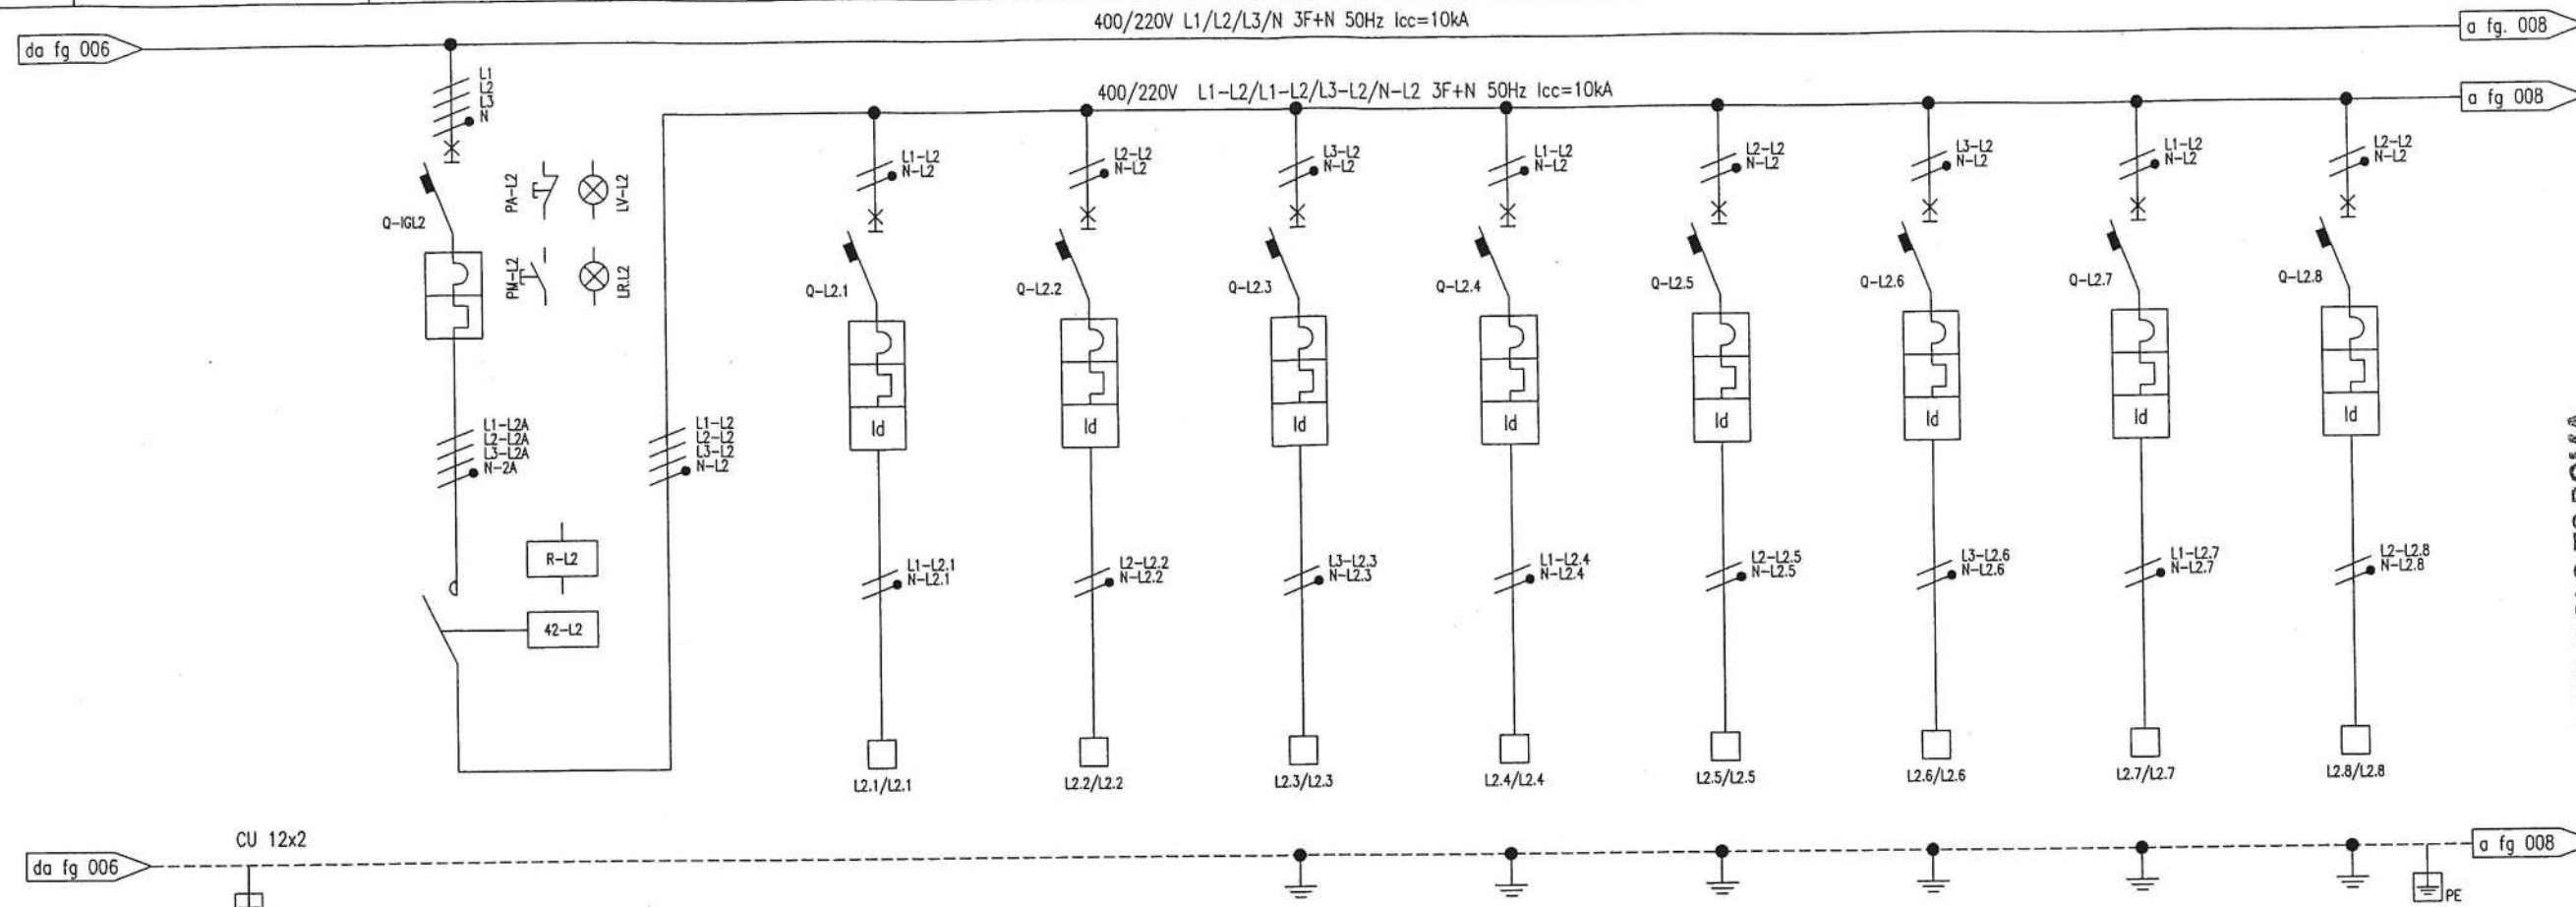 400/220V L1/L2/L3/N 3F+N 50Hz Icc=10kA
da fg 006
a fg. 008
400/220V L1-L2/L1-L2/L3-L2/N-L2 3F+N 50Hz Icc=10kA
a fg 008
L1
L2
L3
N
Q-IGL2
PA-L2
LV-L2
PM-L2
LR.L2
L1-L2
N-L2
L2-L2
N-L2
L3-L2
N-L2
L1-L2
N-L2
L2-L2
N-L2
L3-L2
N-L2
L1-L2
N-L2
L2-L2
N-L2
Q-L2.1
Q-L2.2
Q-L2.3
Q-L2.4
Q-L2.5
Q-L2.6
Q-L2.7
Q-L2.8
Id
Id
Id
Id
Id
Id
Id
Id
L1-L2A
L2-L2A
L3-L2A
N-2A
L1-L2
L2-L2
L3-L2
N-L2
R-L2
42-L2
L1-L2.1
N-L2.1
L2-L2.2
N-L2.2
L3-L2.3
N-L2.3
L1-L2.4
N-L2.4
L2-L2.5
N-L2.5
L3-L2.6
N-L2.6
L1-L2.7
N-L2.7
L2-L2.8
N-L2.8
L2.1/L2.1
L2.2/L2.2
L2.3/L2.3
L2.4/L2.4
L2.5/L2.5
L2.6/L2.6
L2.7/L2.7
L2.8/L2.8
CU 12x2
da fg 006
a fg 008
PE